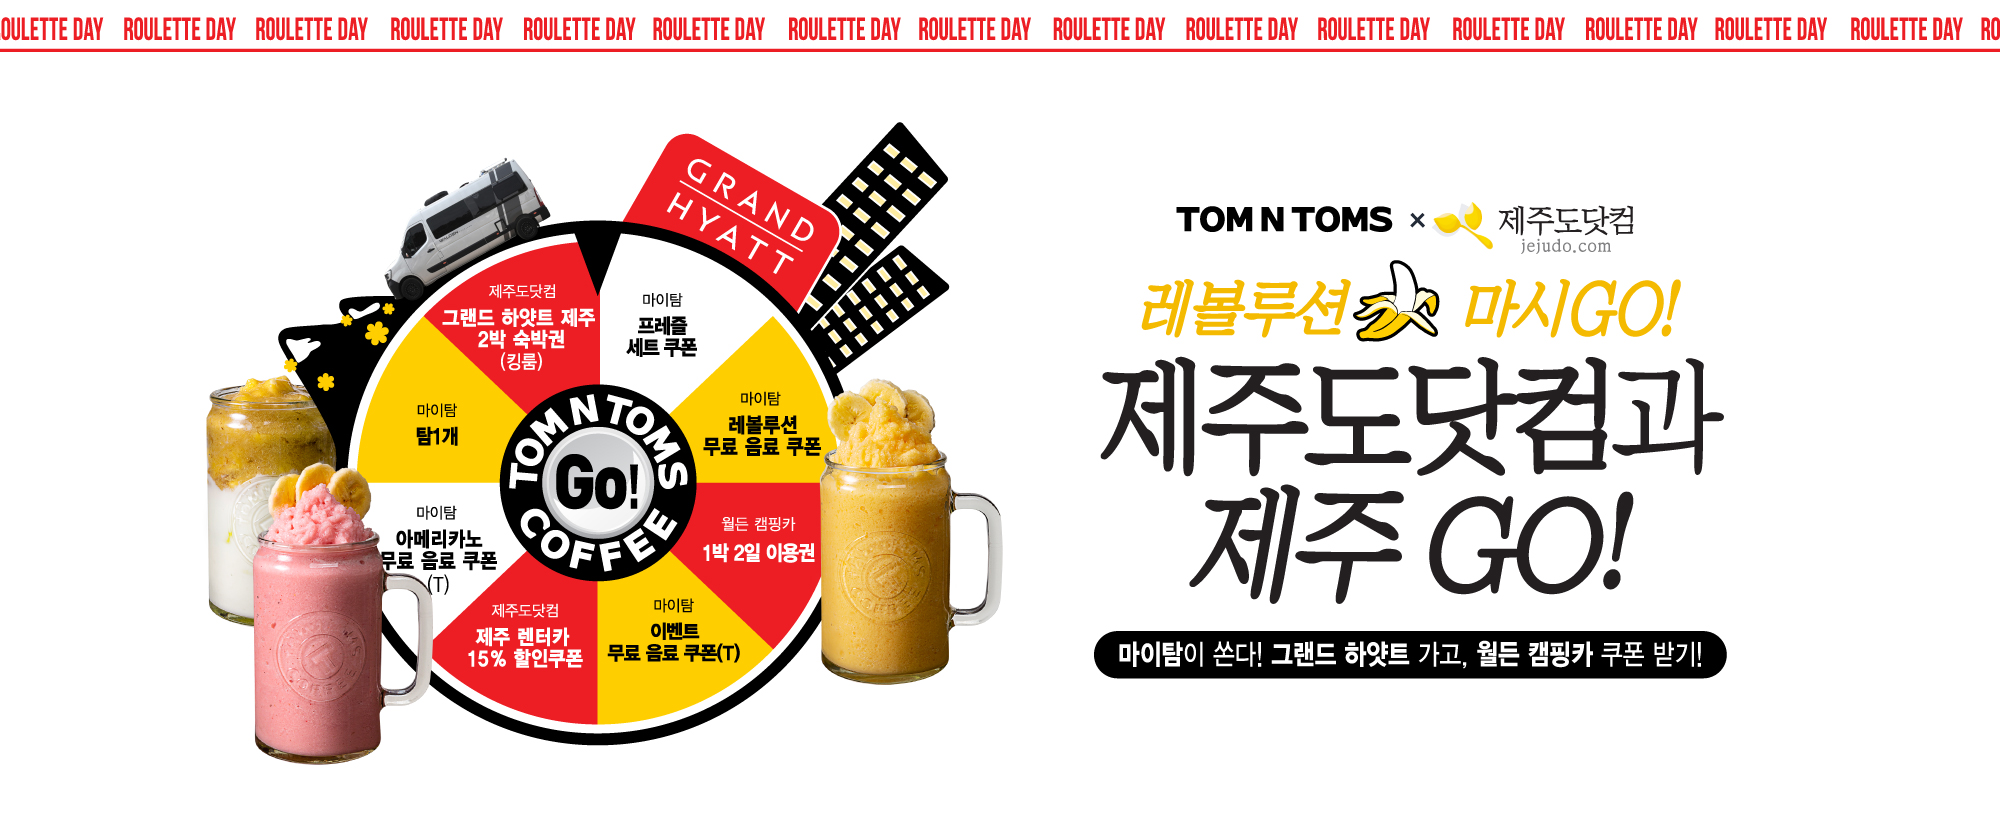 ROULETTE DAY ROULETTE DAY ROULETTE DAY ROULETTE DAY ROULETTE DAY ROULETTE DAY ROULETTE DAY ROULETTE DAY ROULETTE DAY ROULETTE DAY ROULETTE DAY ROULETTE DAY ROULETTE DAY ROULETTE DAY ROULETTE DAY RO
GRAND
HYATT
제주도닷컴
그랜드 하얏트 제주
2박 숙박권
(킹룸)
마이탐
프레즐
세트 쿠폰
마이탐
레볼루션
무료 음료 쿠폰
월든 캠핑카
1박 2일 이용권
마이탐
이벤트
무료 음료 쿠폰(T)
제주도닷컴
제주 렌터카
15% 할인쿠폰
마이탐
아메리카노
무료 음료 쿠폰
(T)
마이탐
탐1개
TOM N TOMS
COFFEE
Go!
TOM N TOMS × 제주도닷컴
jejudo.com
레볼루션 마시GO!
제주도닷컴과
제주 GO!
마이탐이 쏜다! 그랜드 하얏트 가고, 월든 캠핑카 쿠폰 받기!